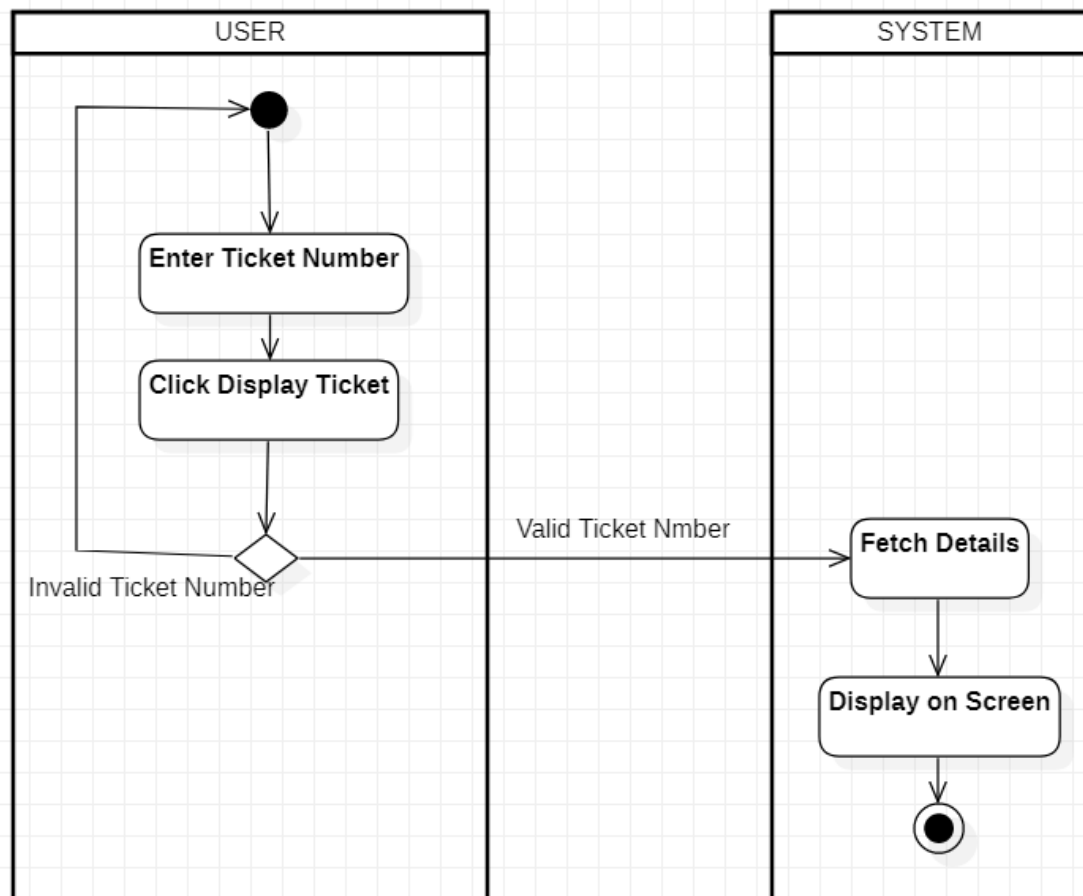 USER
SYSTEM
Enter Ticket Number
Click Display Ticket
Valid Ticket Nmber
Fetch Details
Invalid Ticket Number
Display on Screen